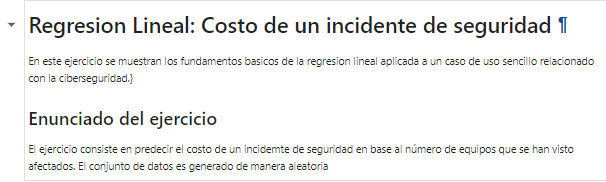 Regresion Lineal: Costo de un incidente de seguridad ¶
En este ejercicio se muestran los fundamentos basicos de la regresion lineal aplicada a un caso de uso sencillo relacionado
con la ciberseguridad.}
Enunciado del ejercicio
El ejercicio consiste en predecir el costo de un incidemte de seguridad en base al número de equipos que se han visto
afectados. El conjunto de datos es generado de manera aleatoria